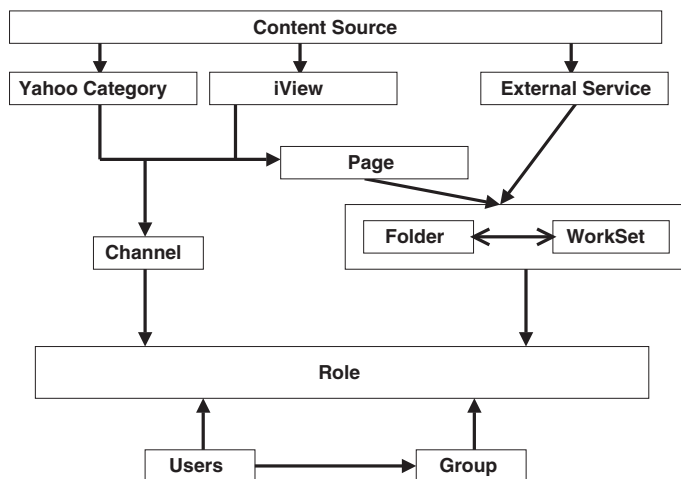 Content Source
Yahoo Category
iView
External Service
Page
Folder
WorkSet
Channel
Role
Users
Group